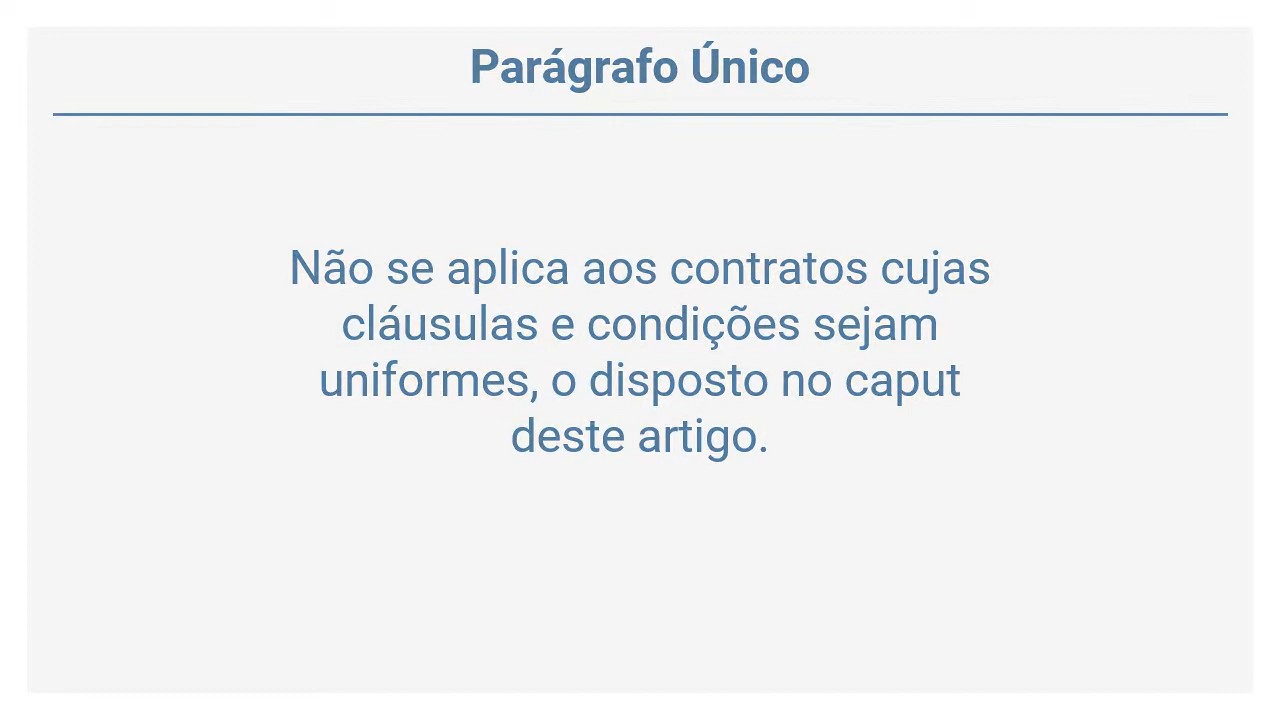 Parágrafo Único
Não se aplica aos contratos cujas
cláusulas e condições sejam
uniformes, o disposto no caput
deste artigo.